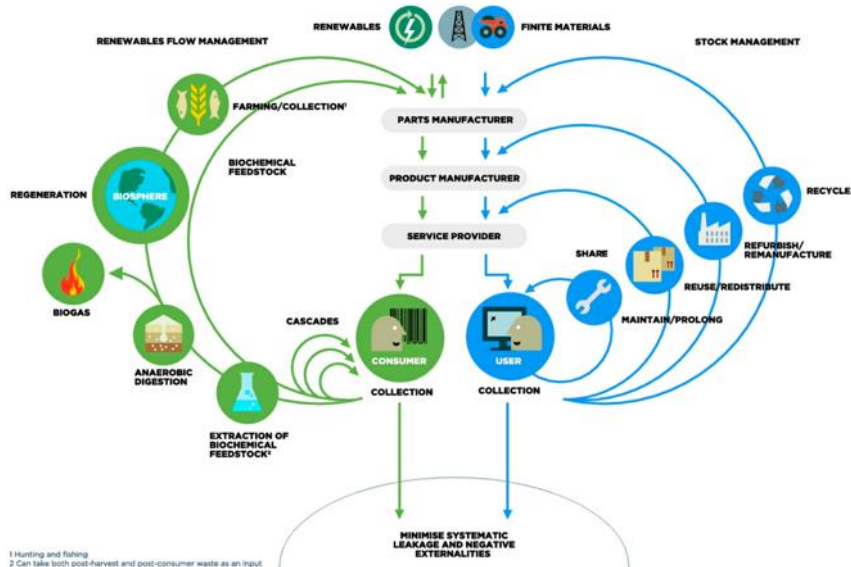 RENEWABLES
FINITE MATERIALS
RENEWABLES FLOW MANAGEMENT
STOCK MANAGEMENT
FARMING/COLLECTION¹
PARTS MANUFACTURER
BIOCHEMICAL
FEEDSTOCK
PRODUCT MANUFACTURER
REGENERATION
BIOSPHERE
RECYCLE
SERVICE PROVIDER
SHARE
REFURBISH/
REMANUFACTURE
REUSE/REDISTRIBUTE
BIOGAS
CASCADES
MAINTAIN/PROLONG
CONSUMER
USER
ANAEROBIC
DIGESTION
COLLECTION
COLLECTION
EXTRACTION OF
BIOCHEMICAL
FEEDSTOCK²
MINIMISE SYSTEMATIC
LEAKAGE AND NEGATIVE
EXTERNALITIES
1 Hunting and fishing
2 Can take both post-harvest and post-consumer waste as an input